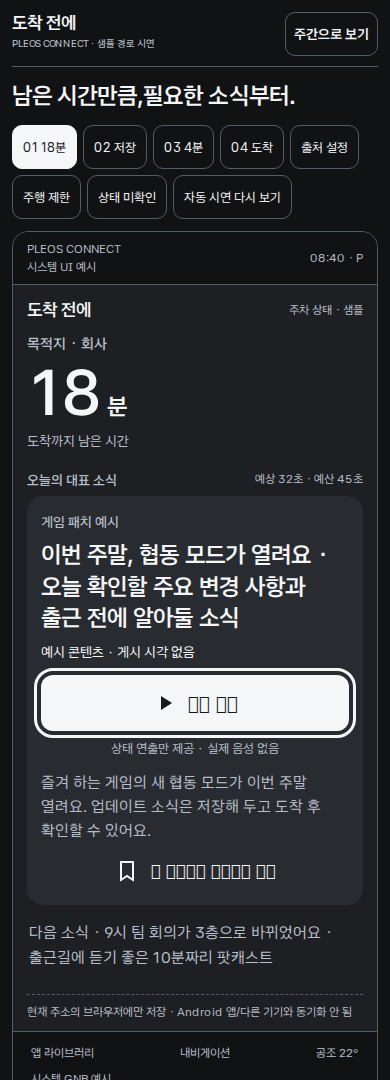 도착 전에
PLEOS CONNECT · 샘플 경로 시연
주간으로 보기
남은 시간만큼,필요한 소식부터.
01 18분
02 저장
03 4분
04 도착
출처 설정
주행 제한
상태 미확인
자동 시연 다시 보기
PLEOS CONNECT
시스템 UI 예시
08:40 · P
도착 전에
주차 상태 · 샘플
목적지 · 회사
18 분
도착까지 남은 시간
오늘의 대표 소식
예상 32초 · 예산 45초
게임 패치 예시
이번 주말, 협동 모드가 열려요 ·
오늘 확인할 주요 변경 사항과
출근 전에 알아둘 소식
예시 콘텐츠 · 게시 시각 없음
상태 연출만 제공 · 실제 음성 없음
즐겨 하는 게임의 새 협동 모드가 이번 주말
열려요. 업데이트 소식은 저장해 두고 도착 후
확인할 수 있어요.
다음 소식 · 9시 팀 회의가 3층으로 바뀌었어요 ·
출근길에 듣기 좋은 10분짜리 팟캐스트
현재 주소의 브라우저에만 저장 · Android 앱/다른 기기와 동기화 안 됨
앱 라이브러리
내비게이션
공조 22°
시스템 GNB 예시